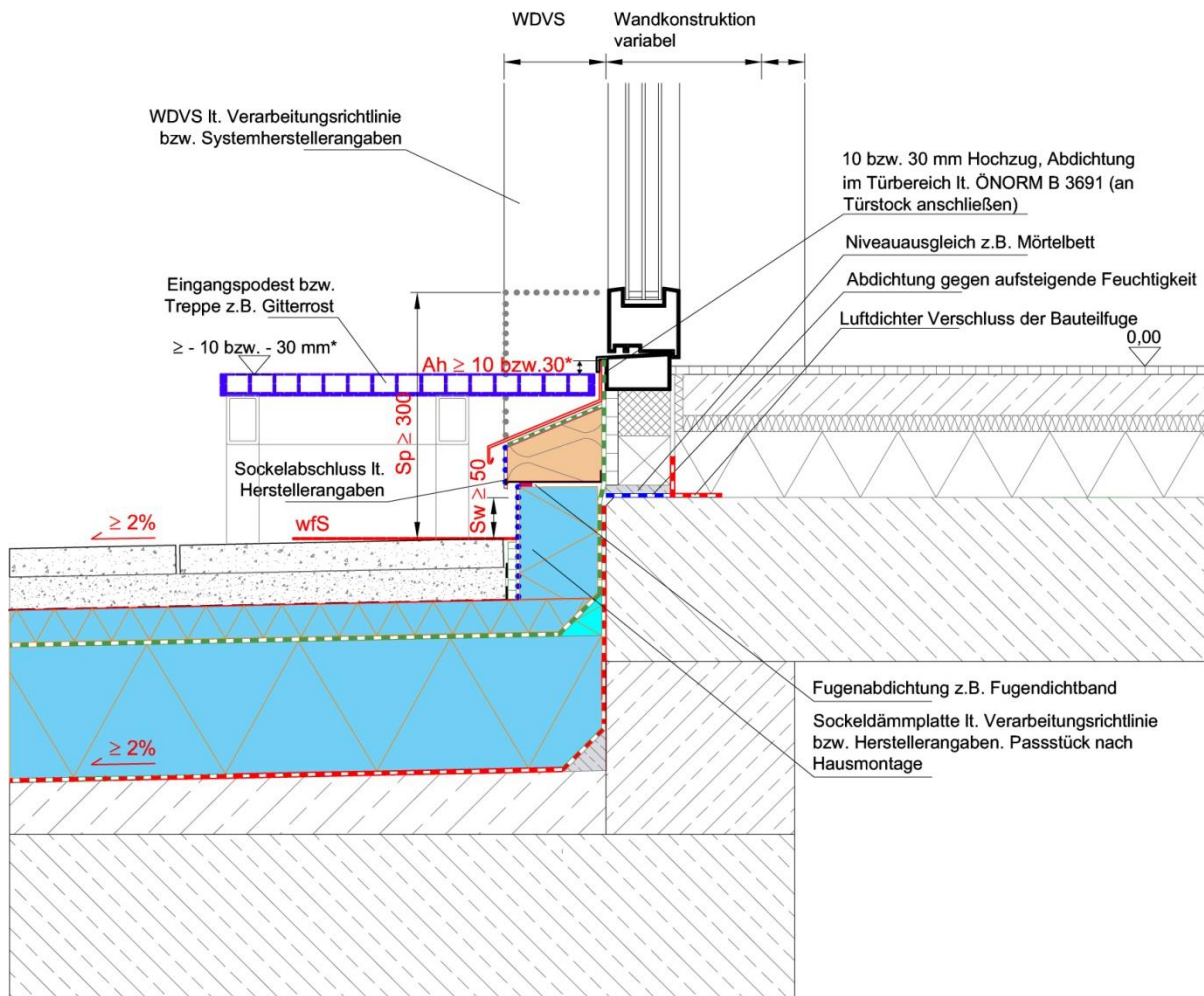 WDVS
Wandkonstruktion
variabel
WDVS lt. Verarbeitungsrichtlinie
bzw. Systemherstellerangaben
10 bzw. 30 mm Hochzug, Abdichtung
im Türbereich lt. ÖNORM B 3691 (an
Türstock anschließen)
Niveauausgleich z.B. Mörtelbett
Abdichtung gegen aufsteigende Feuchtigkeit
Luftdichter Verschluss der Bauteilfuge
0,00
Eingangspodest bzw.
Treppe z.B. Gitterrost
≥ - 10 bzw. - 30 mm*
Ah ≥ 10 bzw.30*
Sp ≥ 300
Sockelabschluss lt.
Herstellerangaben
Sw ≥ 50
≥ 2%
wfS
≥ 2%
Fugenabdichtung z.B. Fugendichtband
Sockeldämmplatte lt. Verarbeitungsrichtlinie
bzw. Herstellerangaben. Passstück nach
Hausmontage